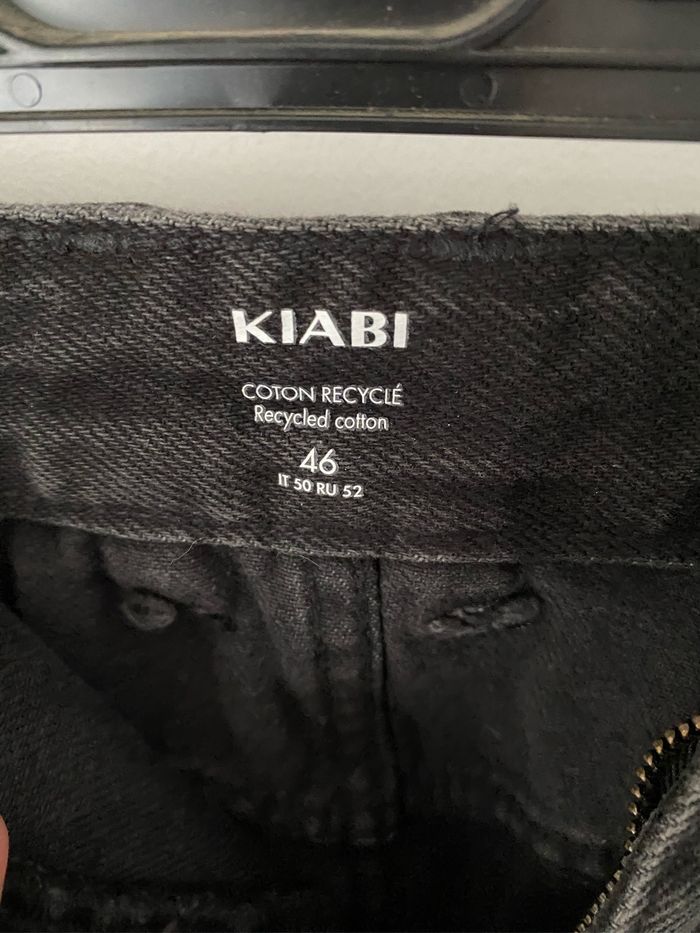 KIABI
COTON RECYCLÉ
Recycled cotton
46
IT 50 RU 52